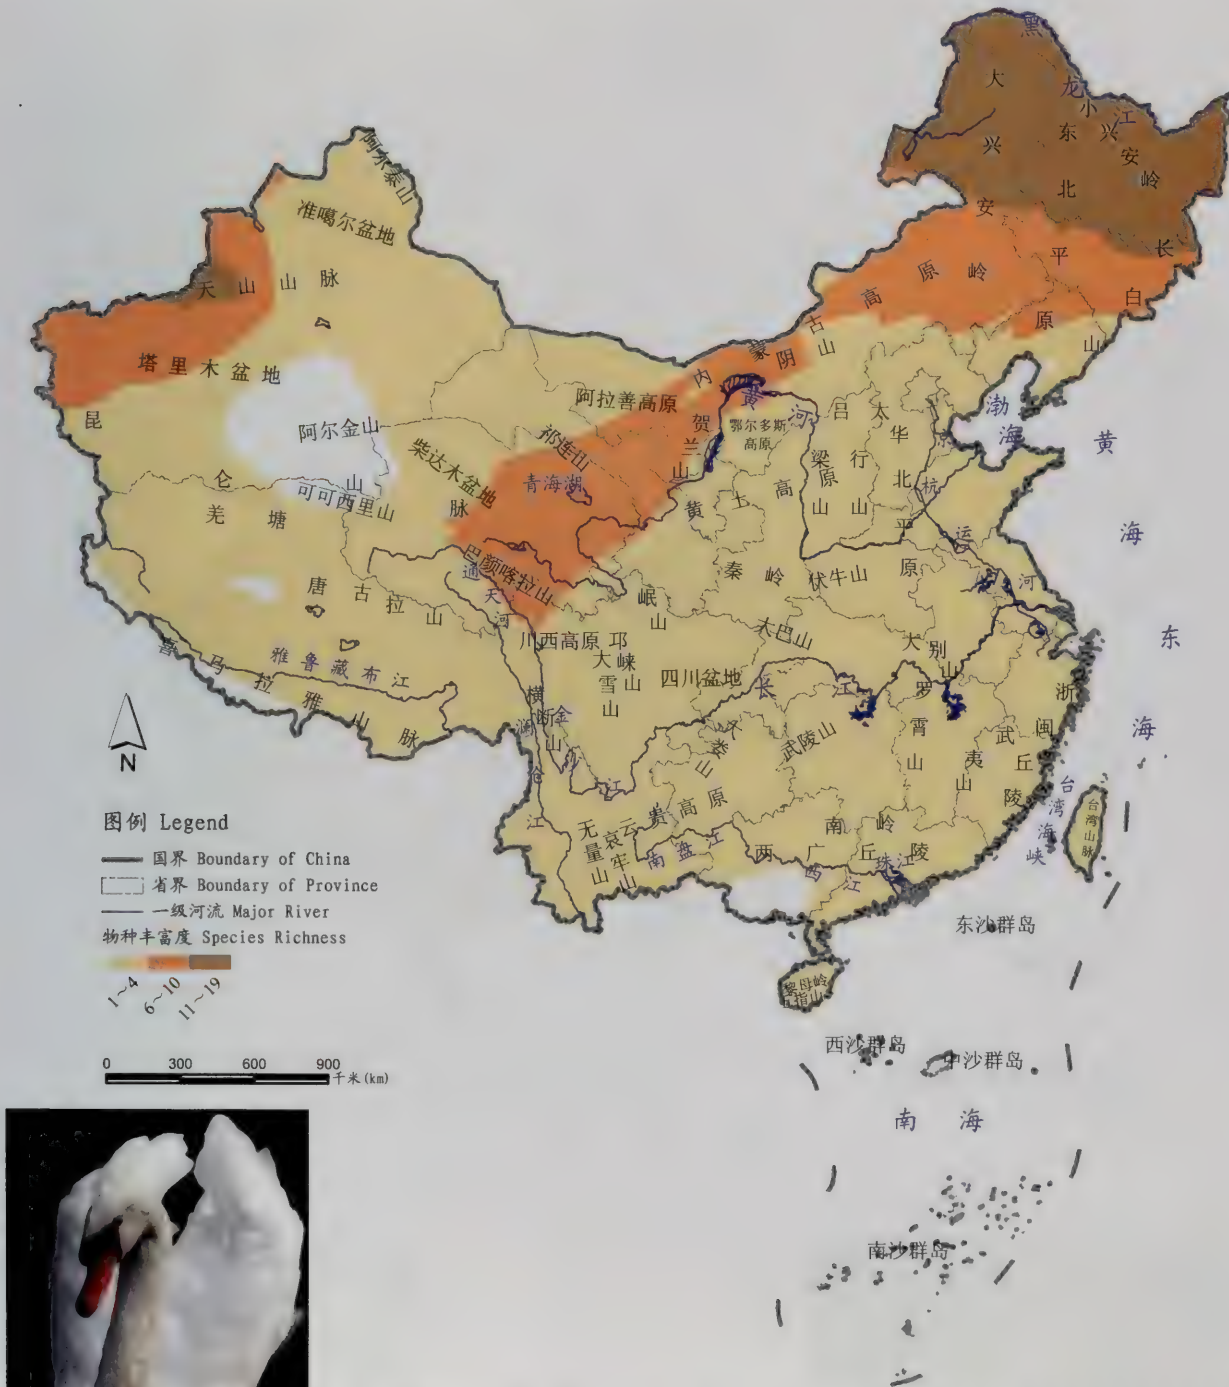 黑龙江
大兴安岭
小兴安岭
东北平原
长白山
阿尔泰山
准噶尔盆地
天山山脉
塔里木盆地
内蒙古高原
阴山
阿拉善高原
贺兰山
黄河
鄂尔多斯
高原
吕梁山
太行山
华北平原
渤海
黄海
京杭运河
昆仑山脉
阿尔金山
祁连山
柴达木盆地
青海湖
可可西里山
羌塘
黄土高原
巴颜喀拉山
通天河
秦岭
伏牛山
唐古拉山
岷山
川西高原
邛崃山
大雪山
大巴山
大别山
四川盆地
长江
喜马拉雅山脉
雅鲁藏布江
横断山
金
江
澜沧江
武陵山
罗霄山
武夷山
浙闽丘陵
东海
台湾海峡
台湾山脉
无量山
哀牢山
云贵高原
南盘江
南岭
两广丘陵
西江
珠江
N
图例 Legend
国界 Boundary of China
省界 Boundary of Province
一级河流 Major River
物种丰富度 Species Richness
1~4
6~10
11~19
0 300 600 900
千米(km)
东沙群岛
黎母岭
五指山
西沙群岛
中沙群岛
南海
南沙群岛